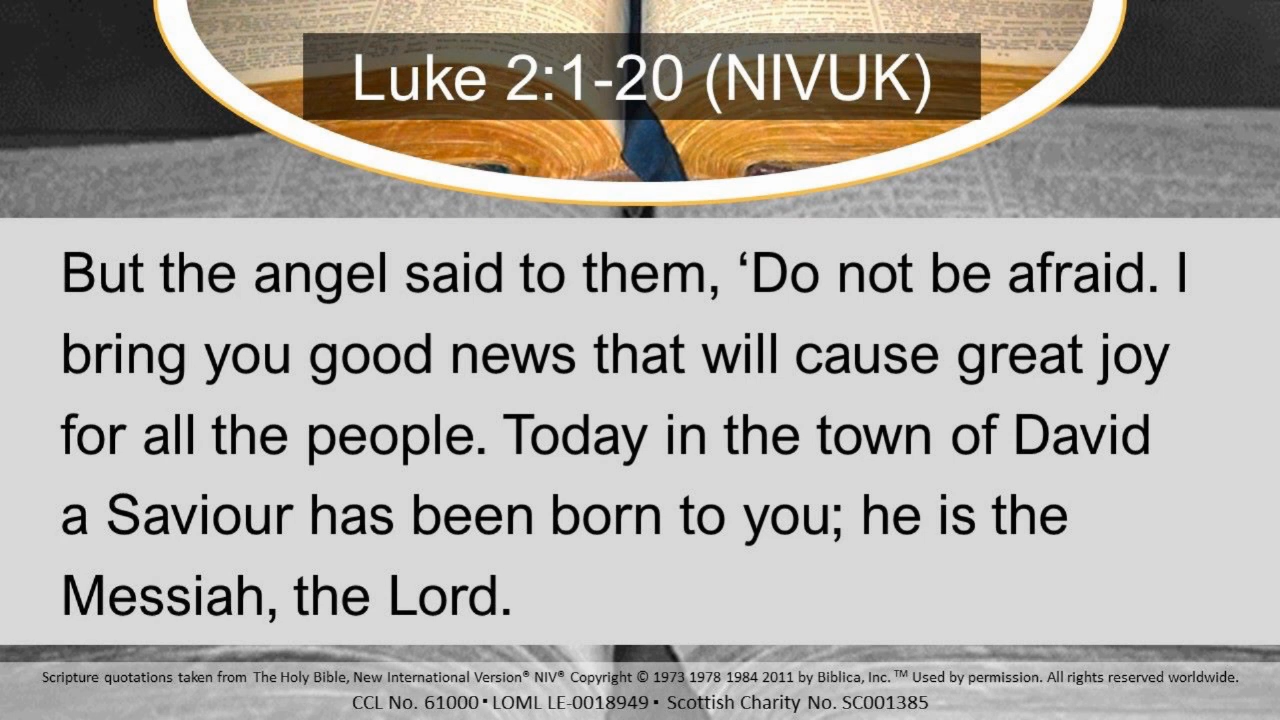 Luke 2:1-20 (NIVUK)
But the angel said to them, ‘Do not be afraid. I
bring you good news that will cause great joy
for all the people. Today in the town of David
a Saviour has been born to you; he is the
Messiah, the Lord.
Scripture quotations taken from The Holy Bible, New International Version® NIV® Copyright © 1973 1978 1984 2011 by Biblica, Inc.™ Used by permission. All rights reserved worldwide.
CCL No. 61000▪LOML LE-0018949▪ Scottish Charity No. SC001385